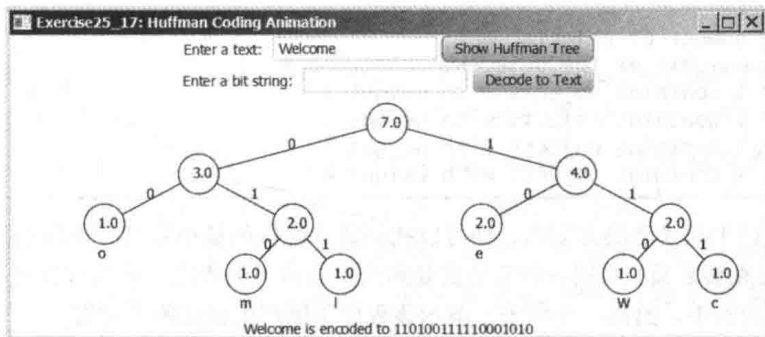 Exercise25_17: Huffman Coding Animation
Enter a text: Welcome Show Huffman Tree
Enter a bit string: Decode to Text
7.0
0 1
3.0 4.0
0 1 0 1
1.0 2.0 2.0 2.0
o 0 1 e 0 1
1.0 1.0 1.0 1.0
m l W c
Welcome is encoded to 110100111110001010